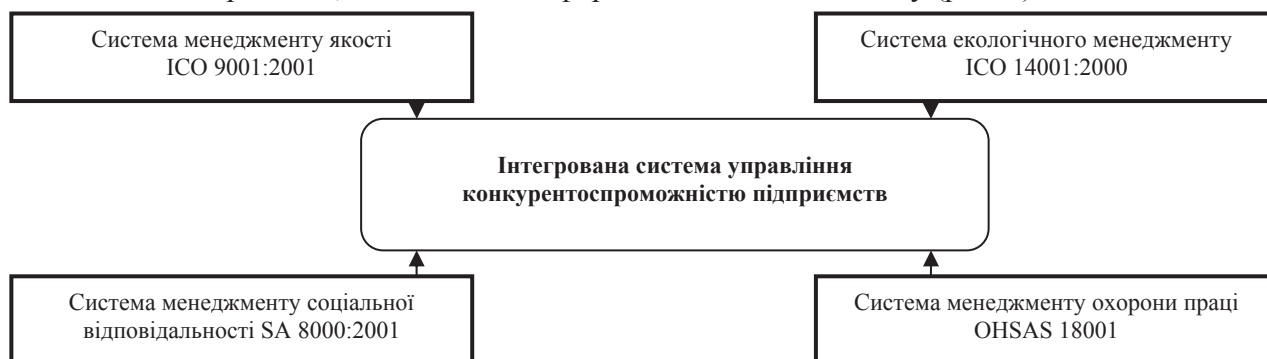 Система менеджменту якості
ІСО 9001:2001
Система екологічного менеджменту
ІСО 14001:2000
Інтегрована система управління
конкурентоспроможністю підприємств
Система менеджменту соціальної
відповідальності SA 8000:2001
Система менеджменту охорони праці
OHSAS 18001